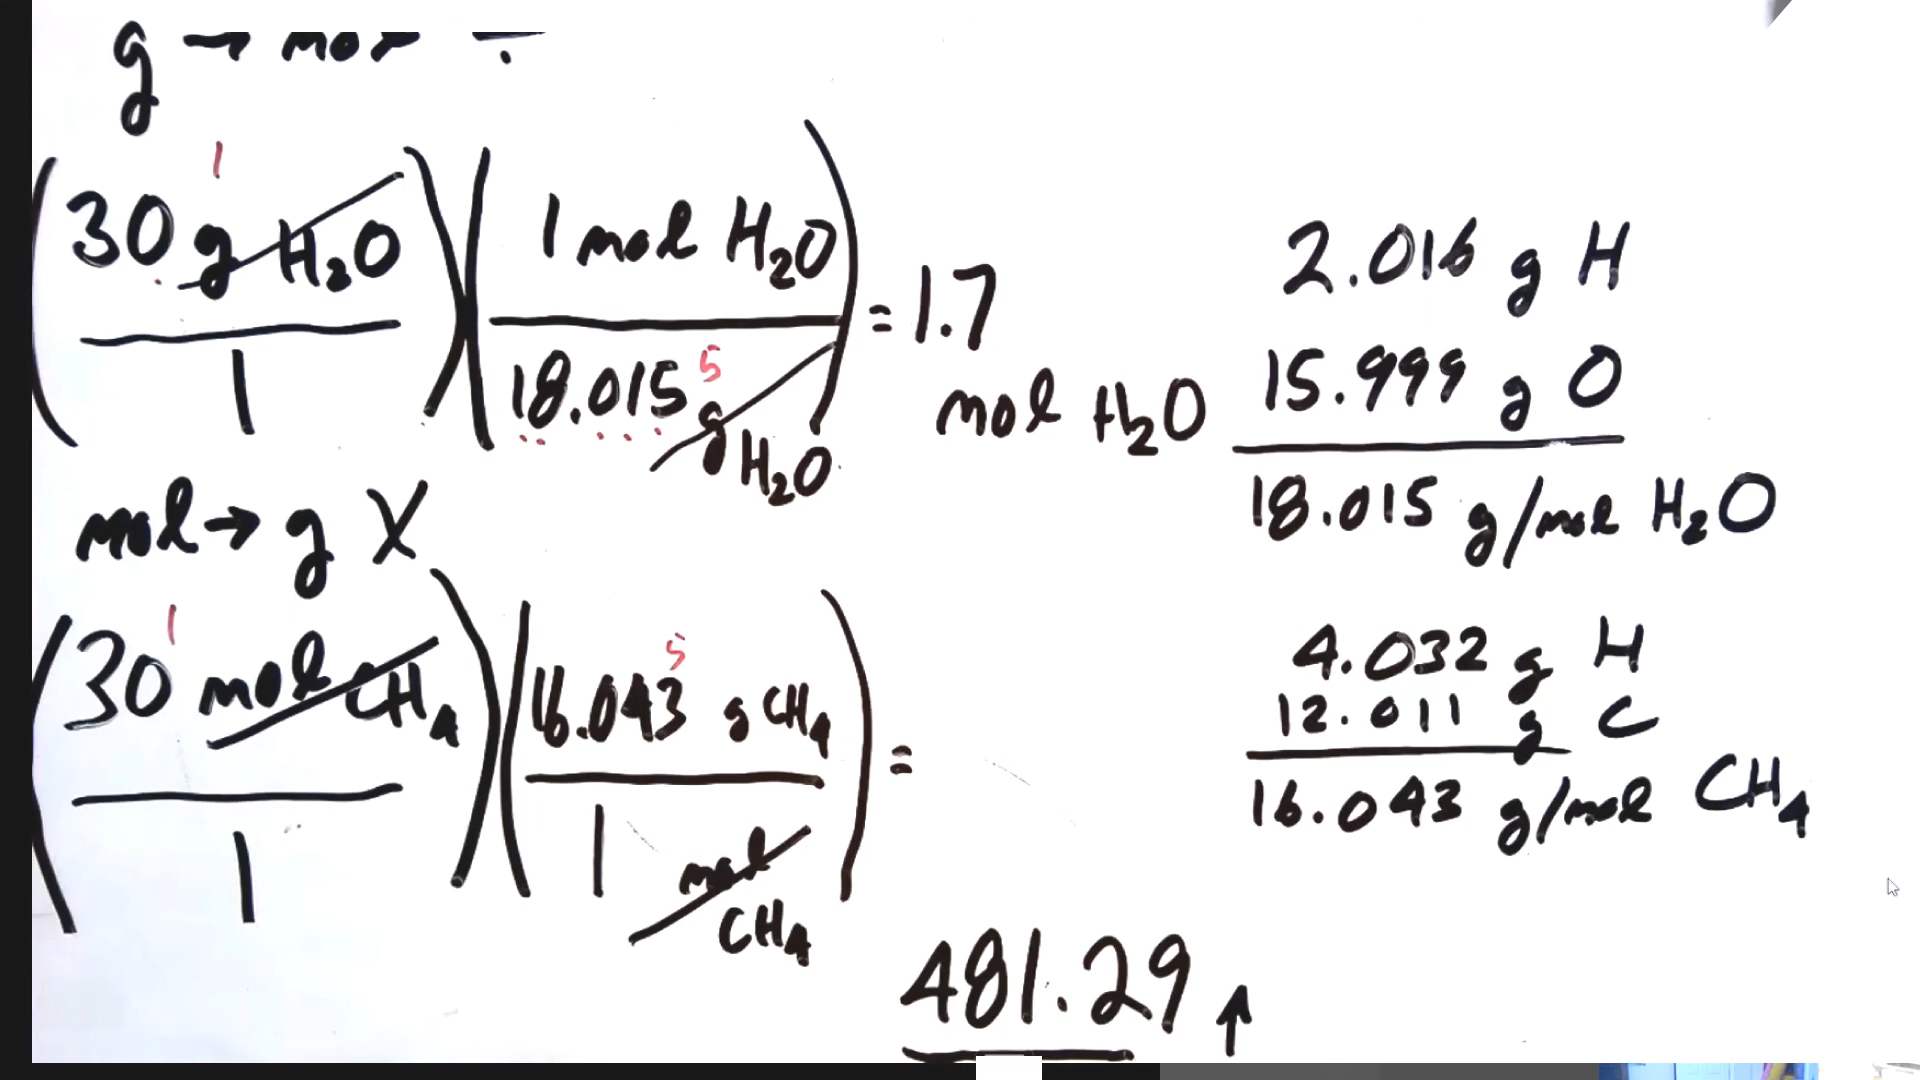 g → mol ÷
(30 g H₂O / 1)(1 mol H₂O / 18.015 g H₂O) = 1.7 mol H₂O
1
5
2.016 g H
15.999 g O
18.015 g/mol H₂O
mol → g X
(30 mol CH₄ / 1)(16.043 g CH₄ / 1 mol CH₄) =
1
5
4.032 g H
12.011 g C
16.043 g/mol CH₄
481.29 ↑